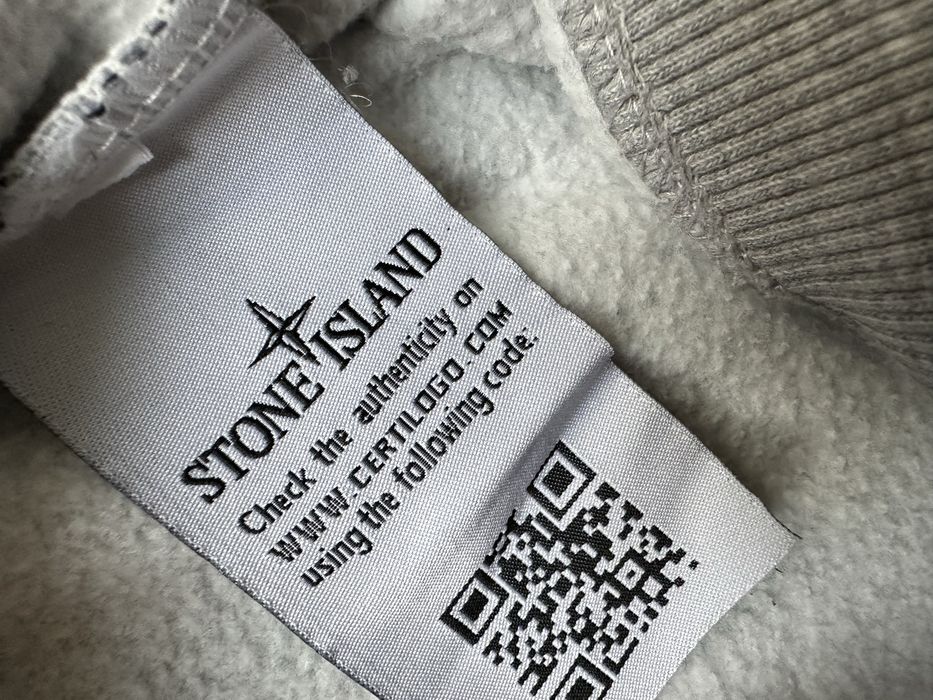 STONE ISLAND
Check the authenticity on
WWW.CERTILOGO.COM
using the following code: